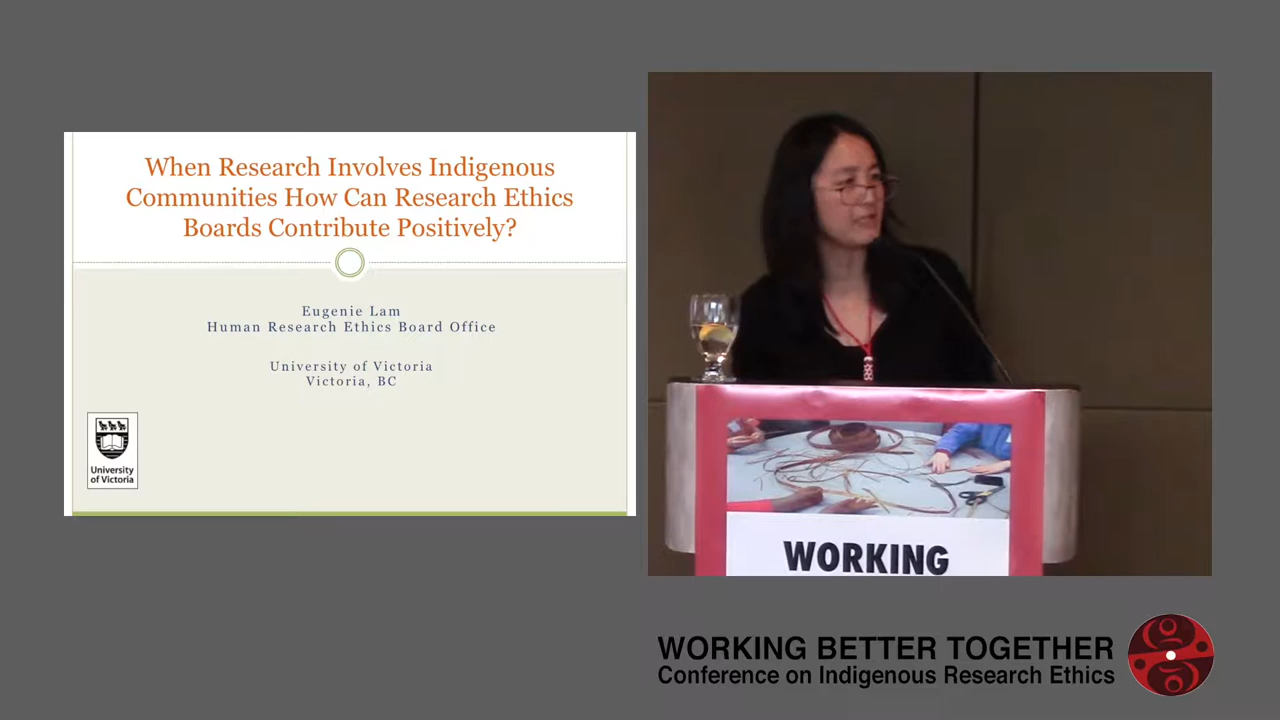 When Research Involves Indigenous
Communities How Can Research Ethics
Boards Contribute Positively?
Eugenie Lam
Human Research Ethics Board Office
University of Victoria
Victoria, BC
University
of Victoria
WORKING
WORKING BETTER TOGETHER
Conference on Indigenous Research Ethics